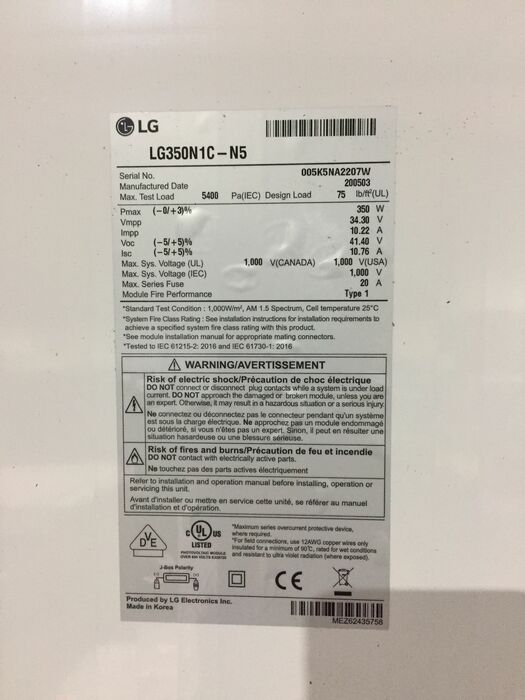 LG
LG350N1C-N5
Serial No. 005K5NA2207W
Manufactured Date 200503
Max. Test Load 5400 Pa(IEC) Design Load 75 lb/ft²(UL)
Pmax (-0/+3)% 350 W
Vmpp 34.30 V
Impp 10.22 A
Voc (-5/+5)% 41.40 V
Isc (-5/+5)% 10.76 A
Max. Sys. Voltage (UL) 1,000 V(CANADA) 1,000 V(USA)
Max. Sys. Voltage (IEC) 1,000 V
Max. Series Fuse 20 A
Module Fire Performance Type 1
*Standard Test Condition : 1,000W/m², AM 1.5 Spectrum, Cell temperature 25°C
*System Fire Class Rating : See installation instructions for installation requirements to
achieve a specified system fire class rating with this product.
*See module installation manual for appropriate mating connectors.
*Tested to IEC 61215-2: 2016 and IEC 61730-1: 2016
WARNING/AVERTISSEMENT
Risk of electric shock/Précaution de choc électrique
DO NOT connect or disconnect plug contacts while a system is under load
current. DO NOT approach the damaged or broken module, unless you are
an expert. Otherwise, it may result in a hazardous situation or a serious injury.
Ne connectez ou déconnectez pas le connecteur pendant qu'un système
est sous la charge électrique. Ne approchez pas un module endommagé
ou détérioré, si vous n'êtes pas un expert. Sinon, il peut en résulter une
situation hasardeuse ou une blessure sérieuse.
Risk of fires and burns/Précaution de feu et incendie
DO NOT contact with electrically active parts.
Ne touchez pas des parts actives électriquement
Refer to installation and operation manual before installing, operation or
servicing this unit.
Avant d'installer ou mettre en service cette unité, se référer au manuel
d'installation et d'opération.
DVE
C UL US
LISTED
PHOTOVOLTAIC MODULE
*Maximum series overcurrent protective device,
where required.
*For field connections, use 12AWG copper wires only
insulated for a minimum of 90°C, rated for wet conditions
and resistant to ultra violet radiation (where exposed).
J-Box Polarity
CE
Produced by LG Electronics Inc.
Made in Korea
MEZ62435756